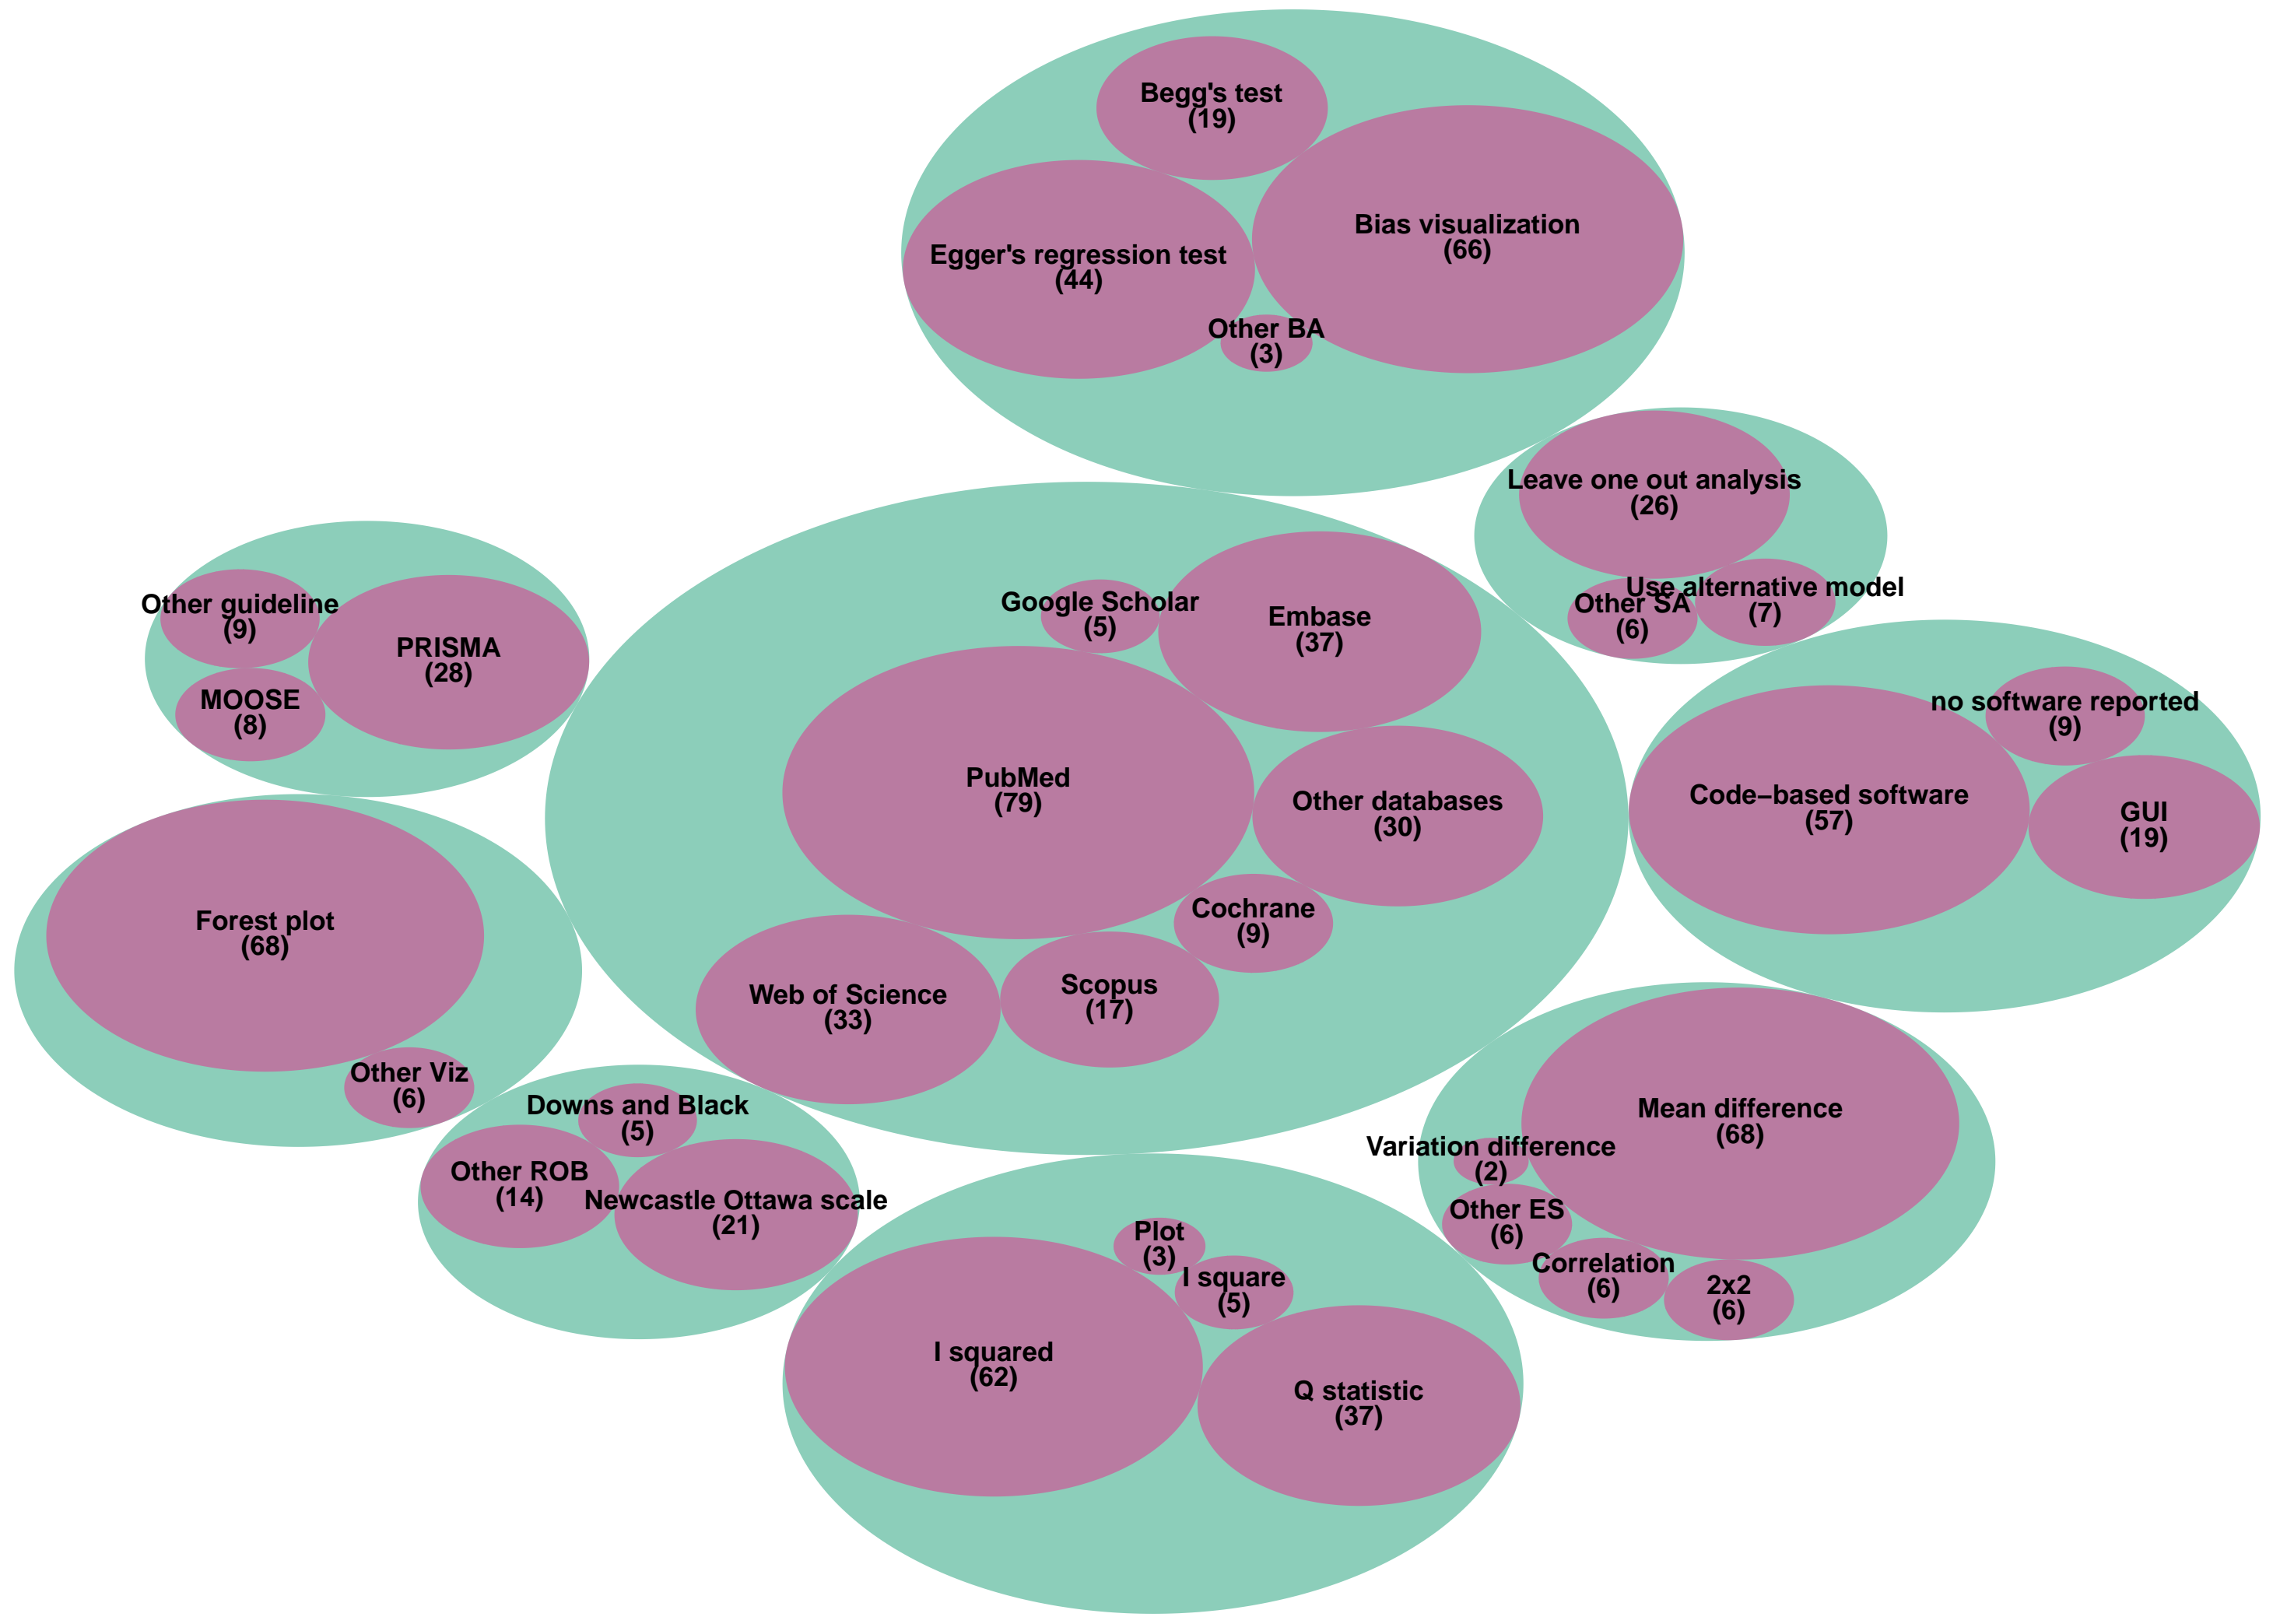 Begg's test
(19)
Bias visualization
(66)
Egger's regression test
(44)
Other BA
(3)
Leave one out analysis
(26)
Use alternative model
(7)
Other SA
(6)
Other guideline
(9)
PRISMA
(28)
MOOSE
(8)
Google Scholar
(5)
Embase
(37)
PubMed
(79)
Other databases
(30)
Cochrane
(9)
Web of Science
(33)
Scopus
(17)
no software reported
(9)
Code−based software
(57)
GUI
(19)
Forest plot
(68)
Other Viz
(6)
Downs and Black
(5)
Other ROB
(14)
Newcastle Ottawa scale
(21)
Mean difference
(68)
Variation difference
(2)
Other ES
(6)
Correlation
(6)
2x2
(6)
Plot
(3)
I square
(5)
I squared
(62)
Q statistic
(37)